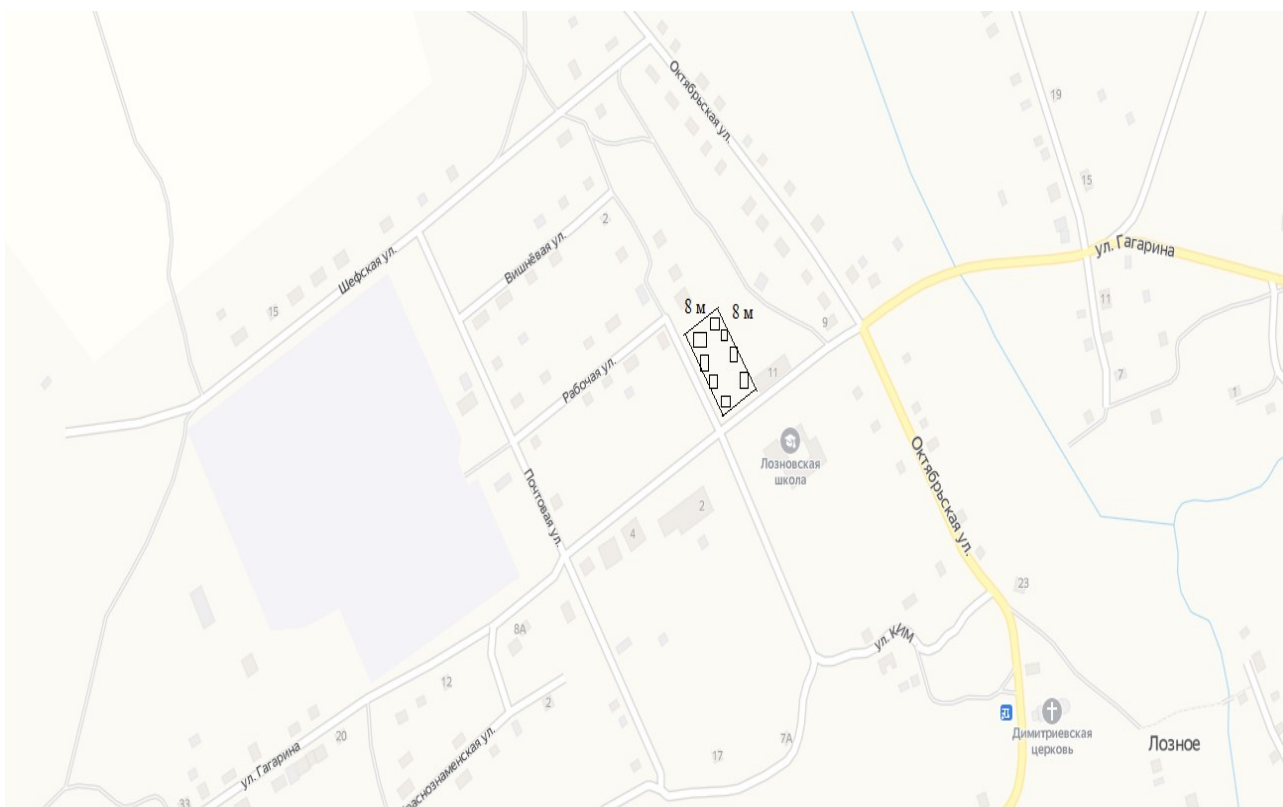 Октябрьская ул.
19
15
2
Вишнёвая ул.
ул. Гагарина
Шефская ул.
15
8 м
8 м
9
11
11
Рабочая ул.
7
1
Лозновская
школа
Октябрьская ул.
Почтовая ул.
2
4
23
8А
ул. КИМ
12
2
Димитриевская
церковь
Лозное
7А
17
20
ул. Гагарина
раснознаменская ул.
33